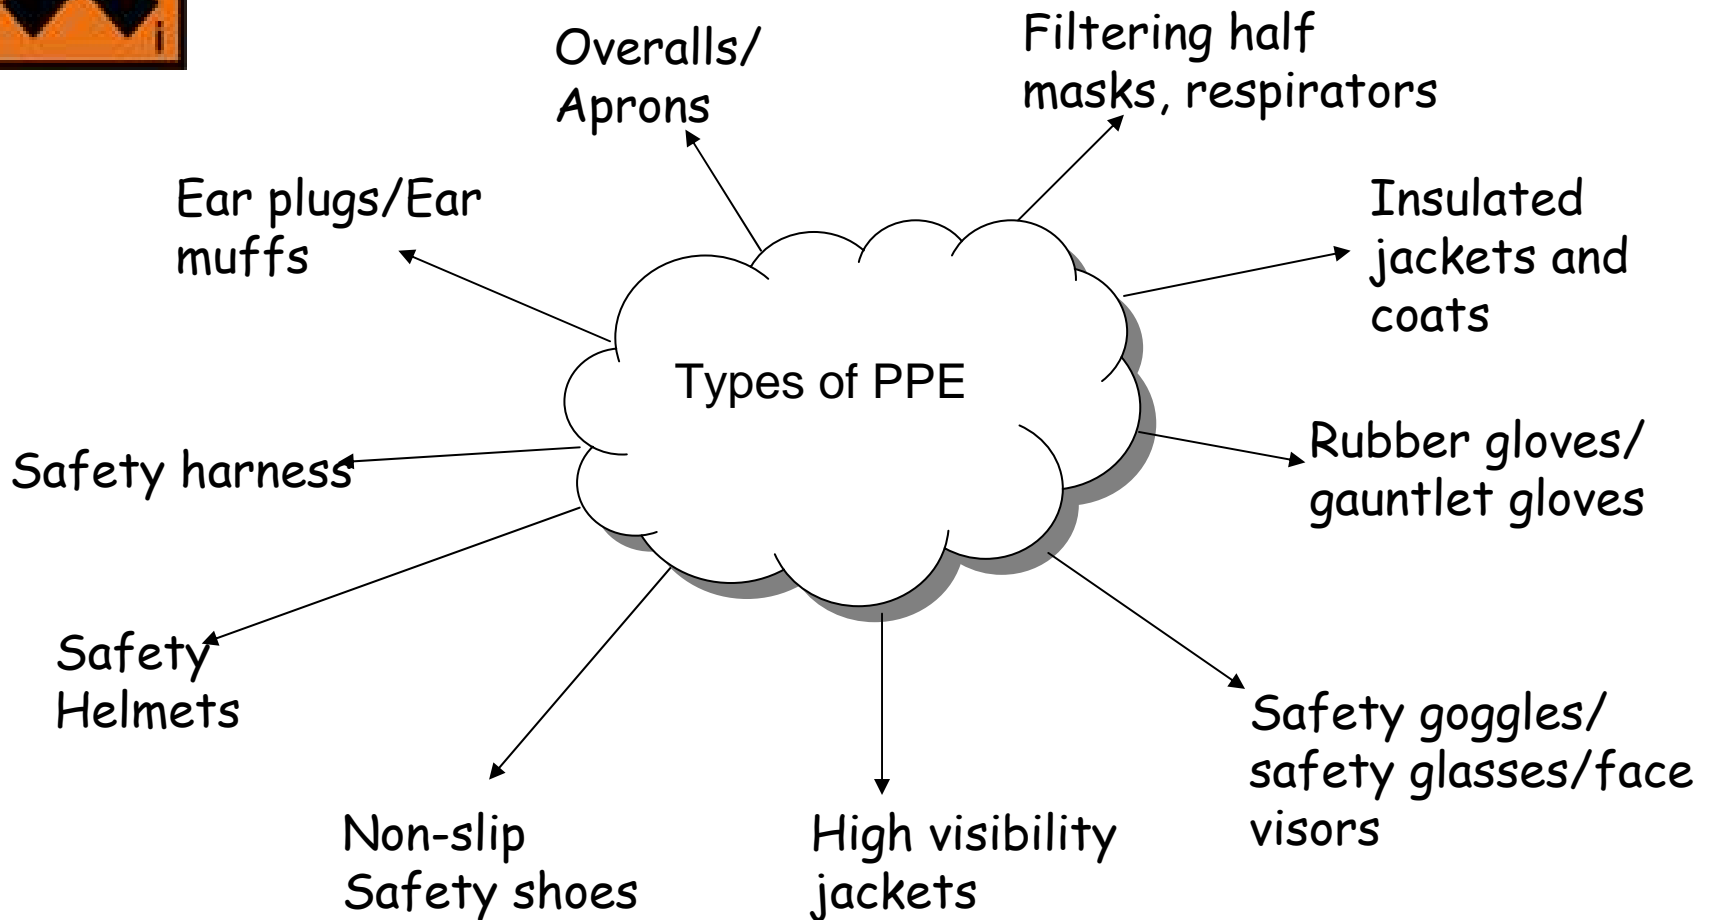 i
Overalls/
Aprons
Filtering half
masks, respirators
Ear plugs/Ear
muffs
Insulated
jackets and
coats
Types of PPE
Rubber gloves/
gauntlet gloves
Safety harness
Safety
Helmets
Safety goggles/
safety glasses/face
visors
Non-slip
Safety shoes
High visibility
jackets